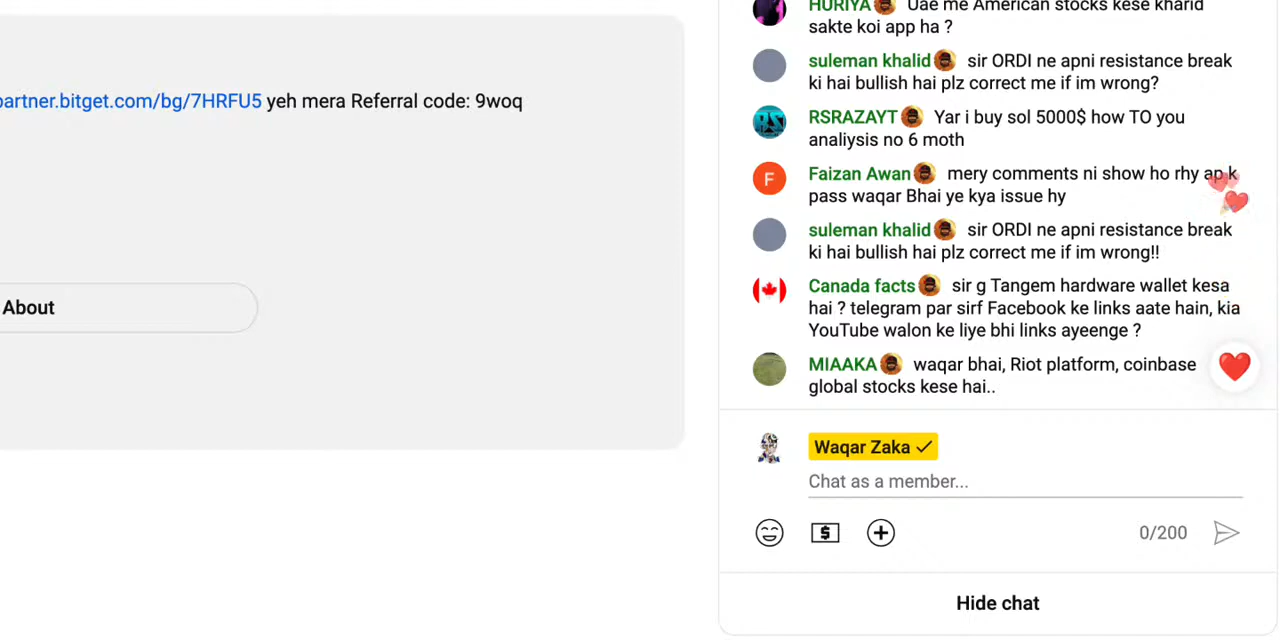 partner.bitget.com/bg/7HRFU5 yeh mera Referral code: 9woq
About
HURIYA Uae me American stocks kese kharid
sakte koi app ha ?
suleman khalid sir ORDI ne apni resistance break
ki hai bullish hai plz correct me if im wrong?
RSRAZAYT Yar i buy sol 5000$ how TO you
analiysis no 6 moth
Faizan Awan mery comments ni show ho rhy ap k
pass waqar Bhai ye kya issue hy
suleman khalid sir ORDI ne apni resistance break
ki hai bullish hai plz correct me if im wrong!!
Canada facts sir g Tangem hardware wallet kesa
hai ? telegram par sirf Facebook ke links aate hain, kia
YouTube walon ke liye bhi links ayeenge ?
MIAAKA waqar bhai, Riot platform, coinbase
global stocks kese hai..
Waqar Zaka
Chat as a member...
0/200
Hide chat
RS
F
$